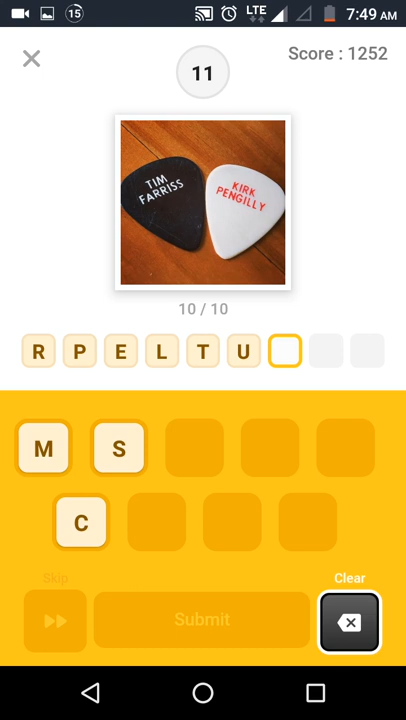 15
LTE
7:49 AM
11
Score : 1252
TIM
FARRISS
KIRK
PENGILLY
10 / 10
R P E L T U
M S
C
Skip
Clear
Submit